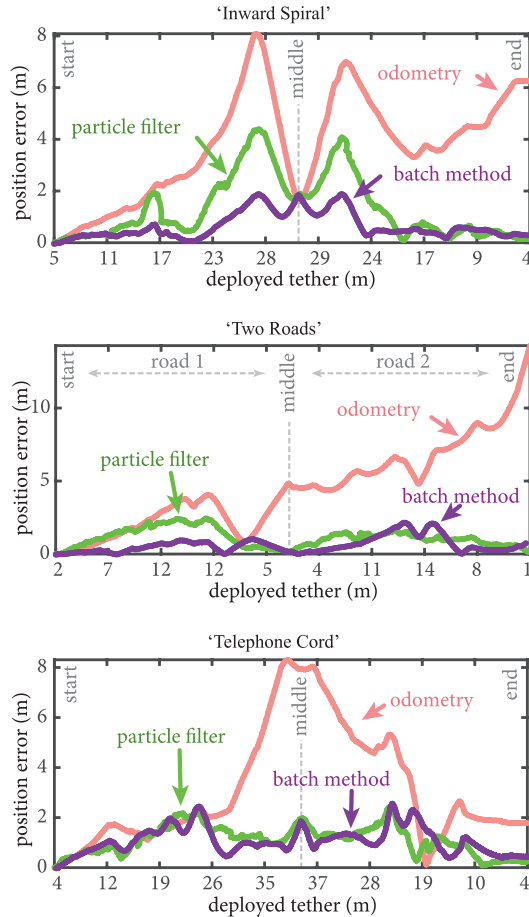 ‘Inward Spiral’
8
6
4
2
0
position error (m)
start
middle
end
odometry
particle filter
batch method
5 11 17 23 28 29 24 17 9 4
deployed tether (m)
‘Two Roads’
10
5
0
position error (m)
start
road 1
middle
road 2
end
odometry
particle filter
batch method
2 7 12 12 5 4 11 14 8 1
deployed tether (m)
‘Telephone Cord’
8
6
4
2
0
position error (m)
start
middle
end
odometry
particle filter
batch method
4 12 19 26 35 37 28 19 10 4
deployed tether (m)